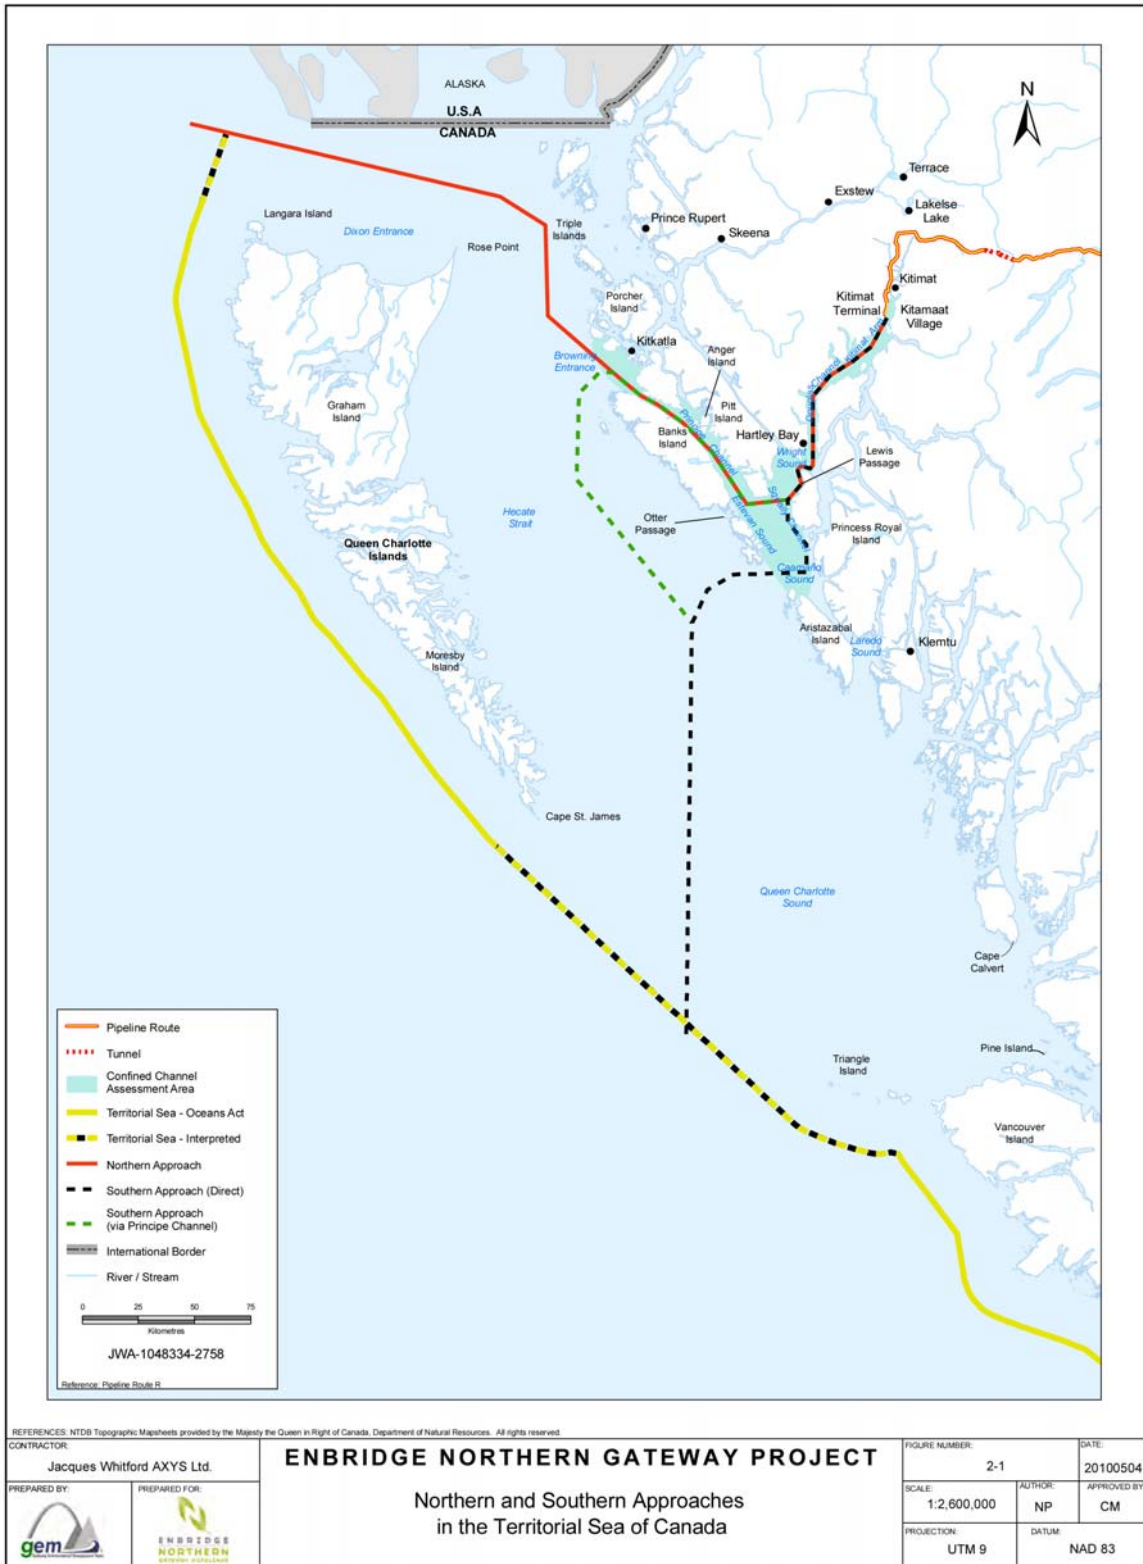 ALASKA
U.S.A
CANADA
N
Terrace
Exstew
Lakelse
Lake
Langara Island
Dixon Entrance
Triple
Islands
Prince Rupert
Skeena
Rose Point
Kitimat
Porcher
Island
Kitimat
Terminal
Kitamaat
Village
Kitkatla
Browning
Entrance
Anger
Island
Kitimat Arm
Channel
Graham
Island
Pitt
Island
Principe Channel
Banks
Island
Hartley Bay
Wright
Sound
Lewis
Passage
Hecate
Strait
Otter
Passage
Estevan Sound
Squally Channel
Princess Royal
Island
Queen Charlotte
Islands
Caamaño
Sound
Aristazabal
Island
Laredo
Sound
Klemtu
Moresby
Island
Cape St. James
Queen Charlotte
Sound
Cape
Calvert
Pine Island
Triangle
Island
Vancouver
Island
Pipeline Route
Tunnel
Confined Channel
Assessment Area
Territorial Sea - Oceans Act
Territorial Sea - Interpreted
Northern Approach
Southern Approach (Direct)
Southern Approach
(via Principe Channel)
International Border
River / Stream
0 25 50 75
Kilometres
JWA-1048334-2758
Reference: Pipeline Route R
REFERENCES: NTDB Topographic Mapsheets provided by the Majesty the Queen in Right of Canada, Department of Natural Resources. All rights reserved.
CONTRACTOR:
Jacques Whitford AXYS Ltd.
PREPARED BY:
gem
PREPARED FOR:
ENBRIDGE
NORTHERN
ENBRIDGE NORTHERN GATEWAY PROJECT
Northern and Southern Approaches
in the Territorial Sea of Canada
FIGURE NUMBER:
2-1
DATE:
20100504
SCALE:
1:2,600,000
AUTHOR:
NP
APPROVED BY:
CM
PROJECTION:
UTM 9
DATUM:
NAD 83